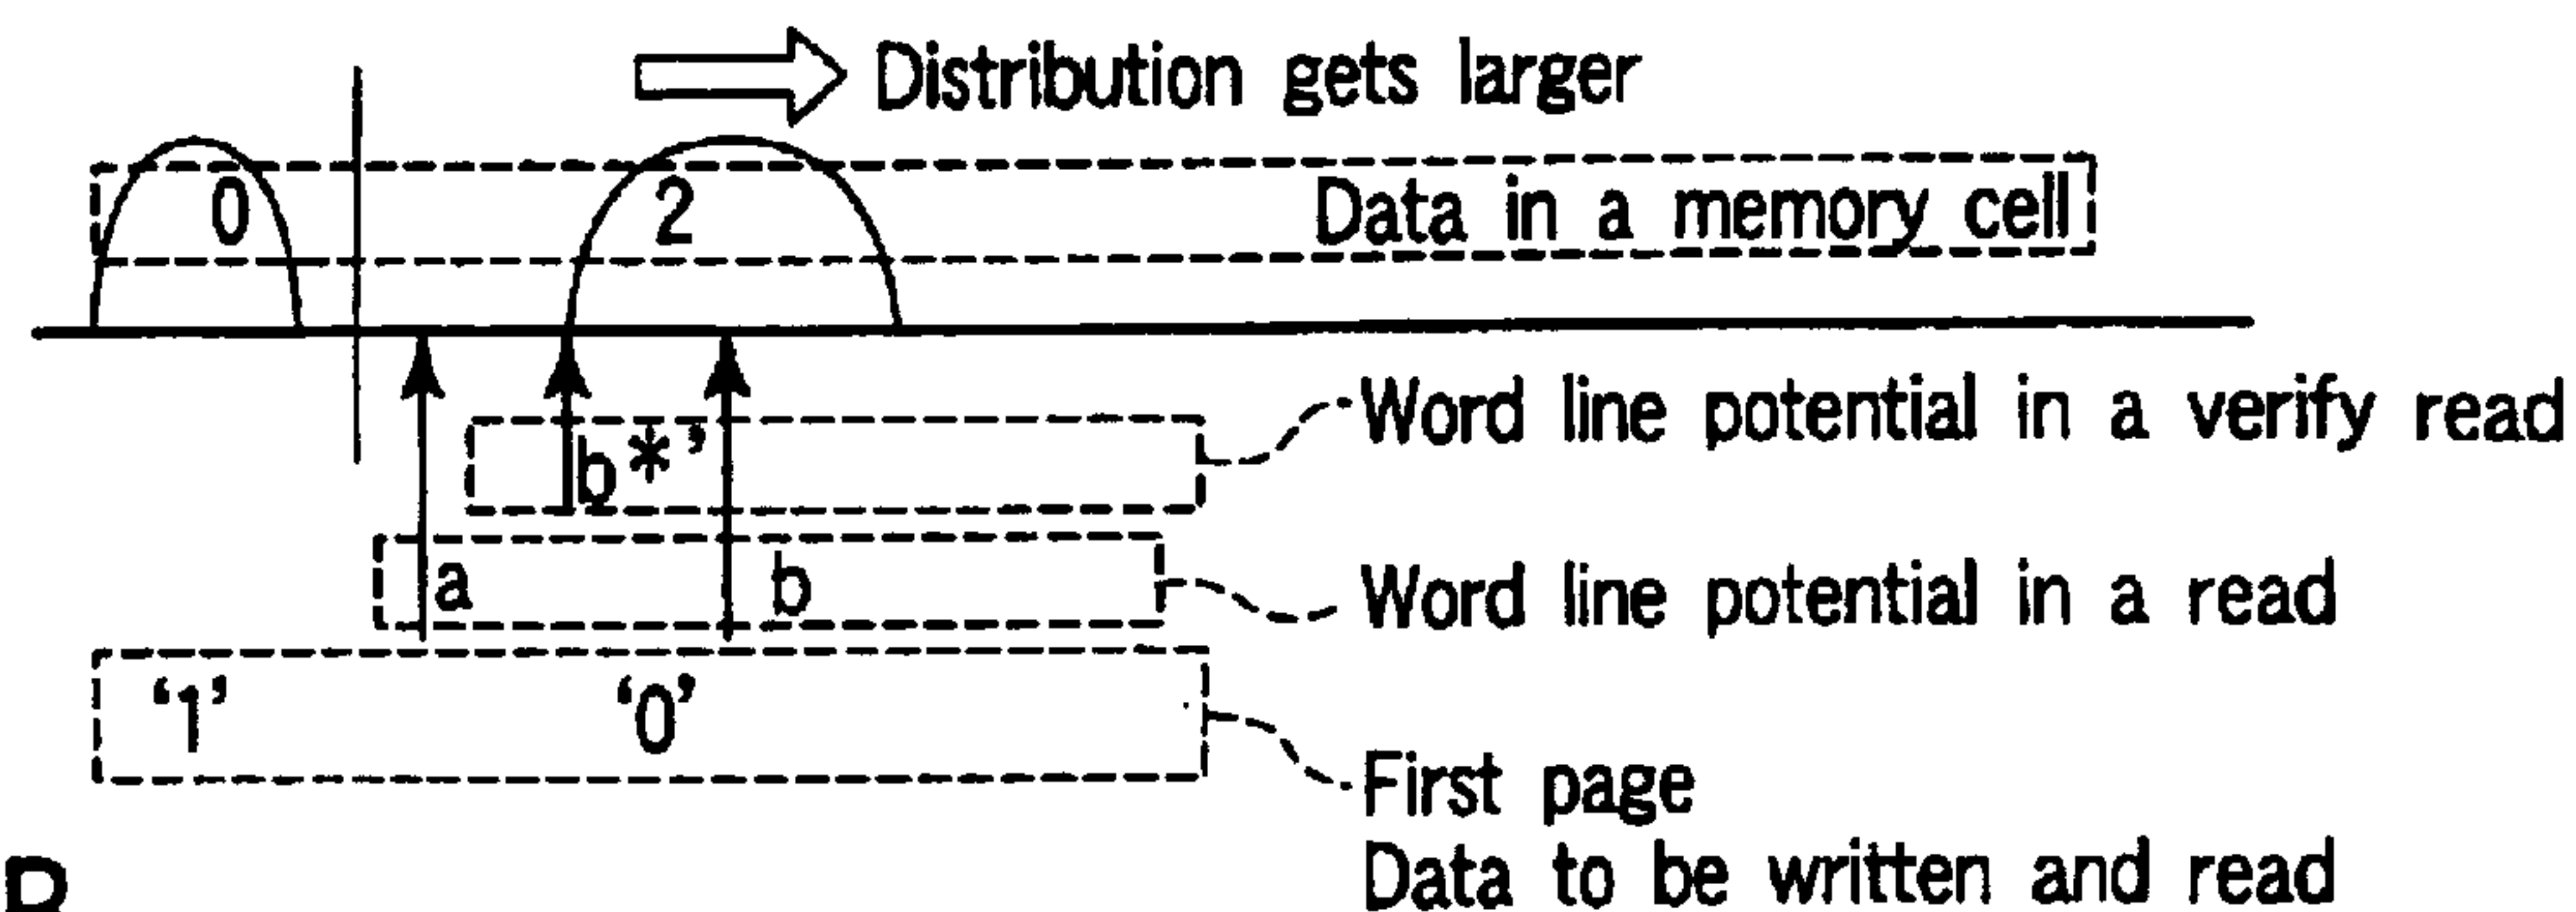 Distribution gets larger
0 2 Data in a memory cell
b*’ Word line potential in a verify read
a b Word line potential in a read
‘1’ ‘0’
First page
Data to be written and read